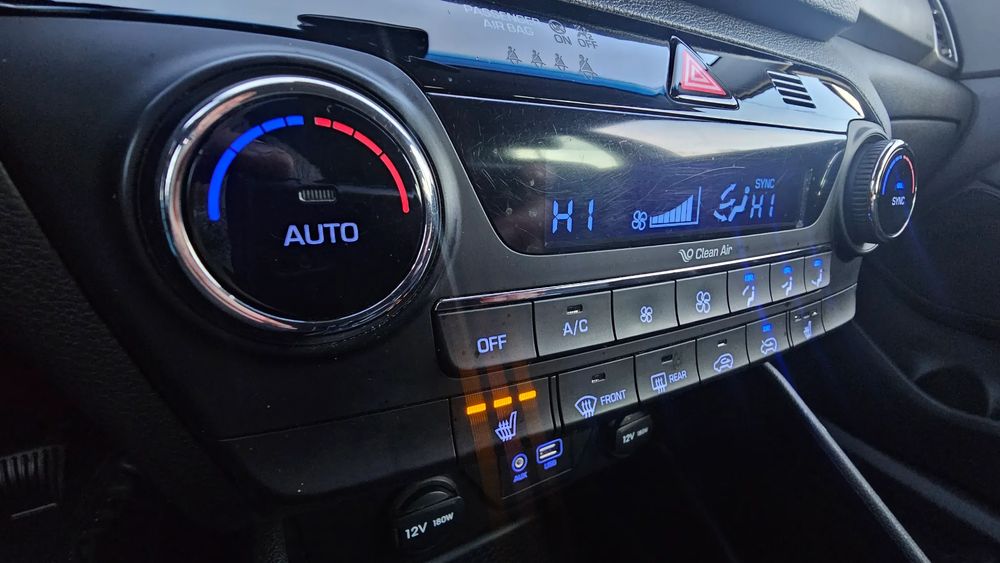 PASSENGER
AIR BAG
ON
OFF
AUTO
HI
SYNC
HI
SYNC
Clean Air
OFF
A/C
FRONT
REAR
AUX
USB
12V 180W
12V 180W